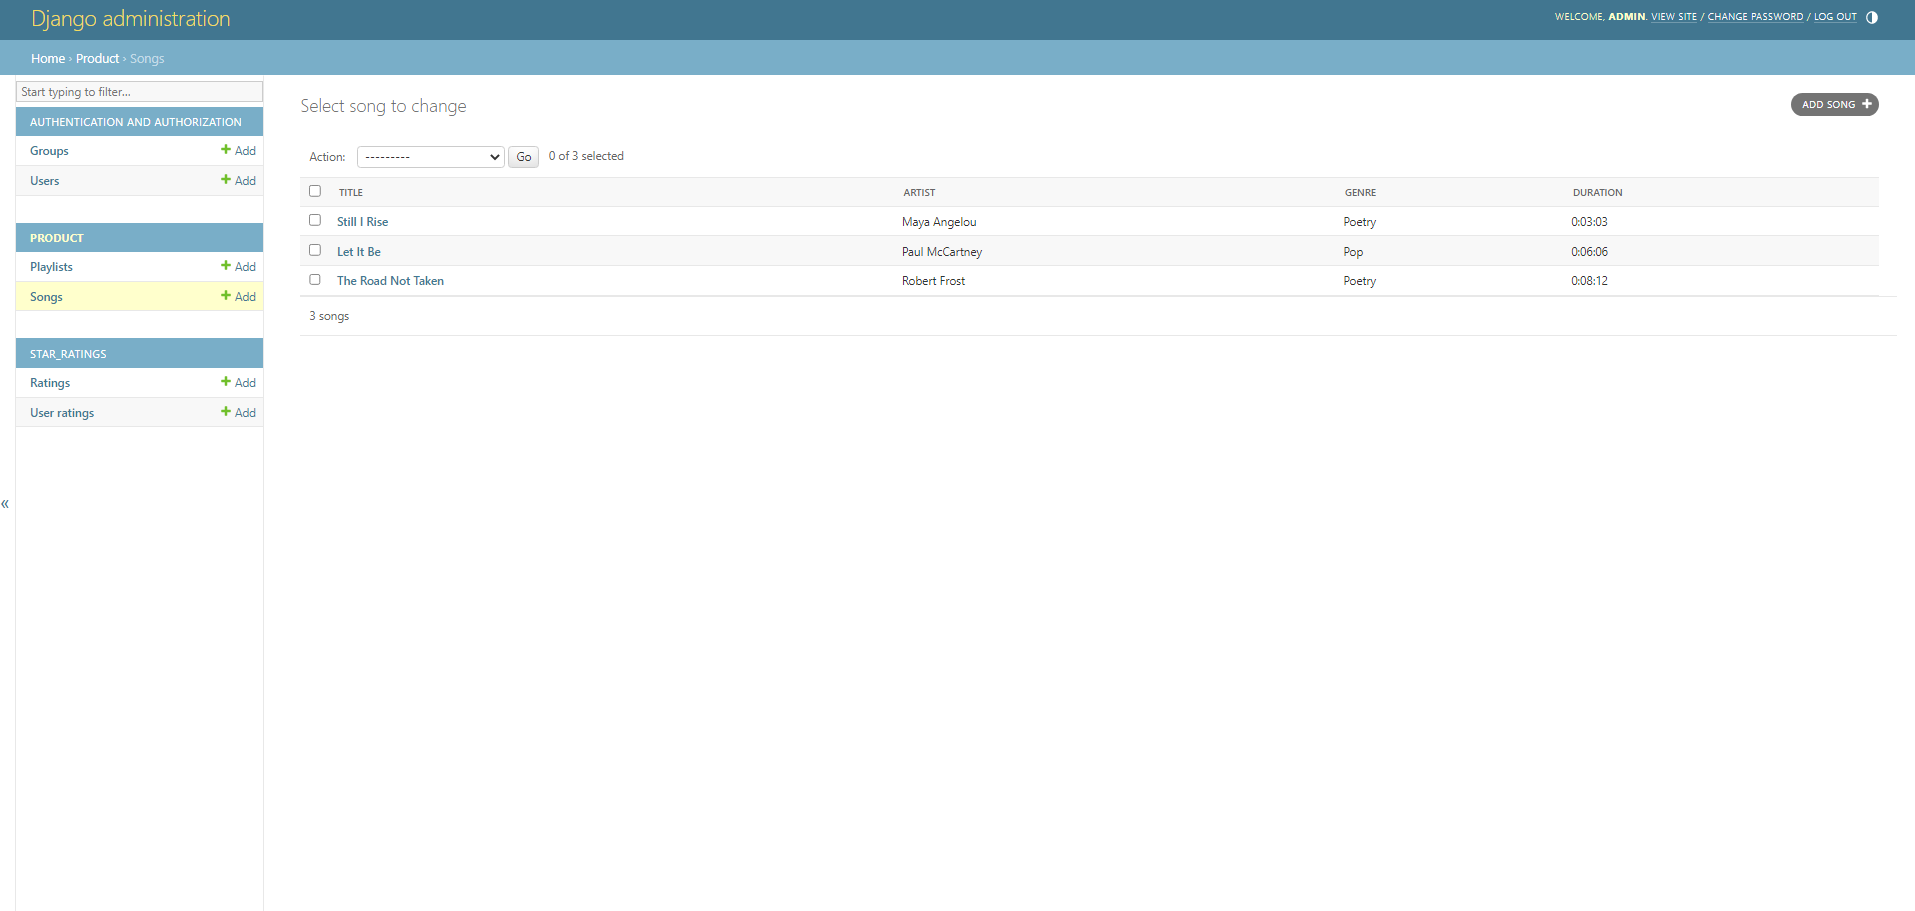 Django administration
WELCOME, ADMIN. VIEW SITE / CHANGE PASSWORD / LOG OUT
Home › Product › Songs
Start typing to filter...
AUTHENTICATION AND AUTHORIZATION
Groups + Add
Users + Add
PRODUCT
Playlists + Add
Songs + Add
STAR_RATINGS
Ratings + Add
User ratings + Add
«
Select song to change
ADD SONG +
Action: --------- Go 0 of 3 selected
TITLE ARTIST GENRE DURATION
Still I Rise Maya Angelou Poetry 0:03:03
Let It Be Paul McCartney Pop 0:06:06
The Road Not Taken Robert Frost Poetry 0:08:12
3 songs